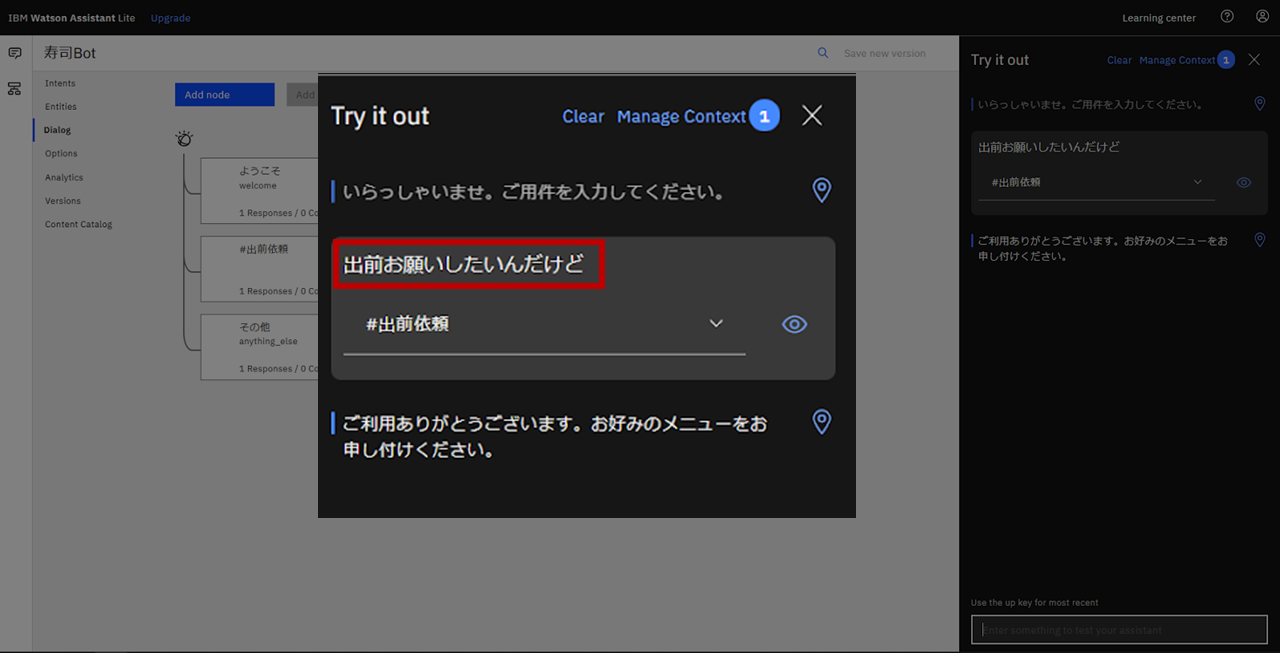 IBM Watson Assistant Lite Upgrade
Learning center
寿司Bot
Save new version
Intents
Entities
Dialog
Options
Analytics
Versions
Content Catalog
Add node
Add
ようこそ
welcome
1 Responses / 0 Co
#出前依頼
1 Responses / 0 Co
その他
anything_else
1 Responses / 0 Co
Try it out
Clear Manage Context 1
いらっしゃいませ。ご用件を入力してください。
出前お願いしたいんだけど
#出前依頼
ご利用ありがとうございます。お好みのメニューをお
申し付けください。
Try it out
Clear Manage Context 1
いらっしゃいませ。ご用件を入力してください。
出前お願いしたいんだけど
#出前依頼
ご利用ありがとうございます。お好みのメニューをお
申し付けください。
Use the up key for most recent
Enter something to test your assistant